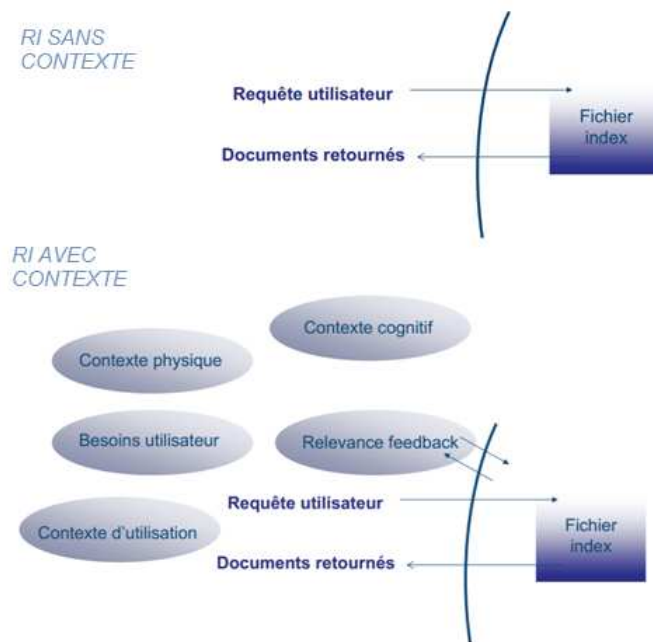 RI SANS
CONTEXTE
Requête utilisateur
Fichier
index
Documents retournés
RI AVEC
CONTEXTE
Contexte cognitif
Contexte physique
Besoins utilisateur
Relevance feedback
Requête utilisateur
Contexte d'utilisation
Fichier
index
Documents retournés